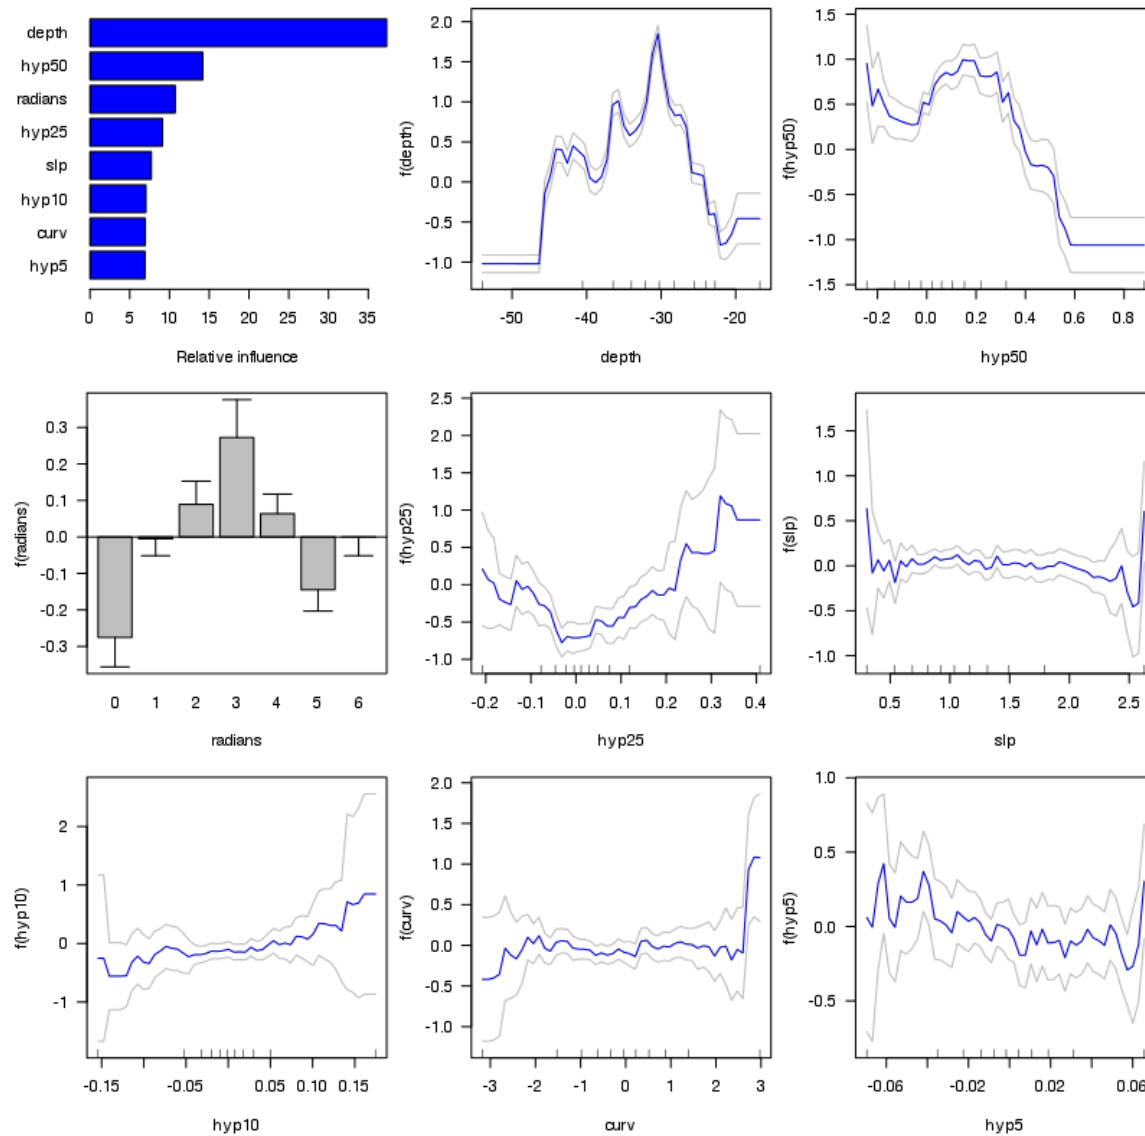 depth
hyp50
radians
hyp25
slp
hyp10
curv
hyp5
0 5 10 15 20 25 30 35
Relative influence
f(depth)
2.0
1.5
1.0
0.5
0.0
-0.5
-1.0
-50 -40 -30 -20
depth
f(hyp50)
1.5
1.0
0.5
0.0
-0.5
-1.0
-1.5
-0.2 0.0 0.2 0.4 0.6 0.8
hyp50
f(radians)
0.3
0.2
0.1
0.0
-0.1
-0.2
-0.3
0 1 2 3 4 5 6
radians
f(hyp25)
2.5
2.0
1.5
1.0
0.5
0.0
-0.5
-1.0
-0.2 -0.1 0.0 0.1 0.2 0.3 0.4
hyp25
f(slp)
1.5
1.0
0.5
0.0
-0.5
-1.0
0.5 1.0 1.5 2.0 2.5
slp
f(hyp10)
2
1
0
-1
-0.15 -0.05 0.05 0.10 0.15
hyp10
f(curv)
2.0
1.5
1.0
0.5
0.0
-0.5
-1.0
-3 -2 -1 0 1 2 3
curv
f(hyp5)
1.0
0.5
0.0
-0.5
-0.06 -0.02 0.02 0.06
hyp5